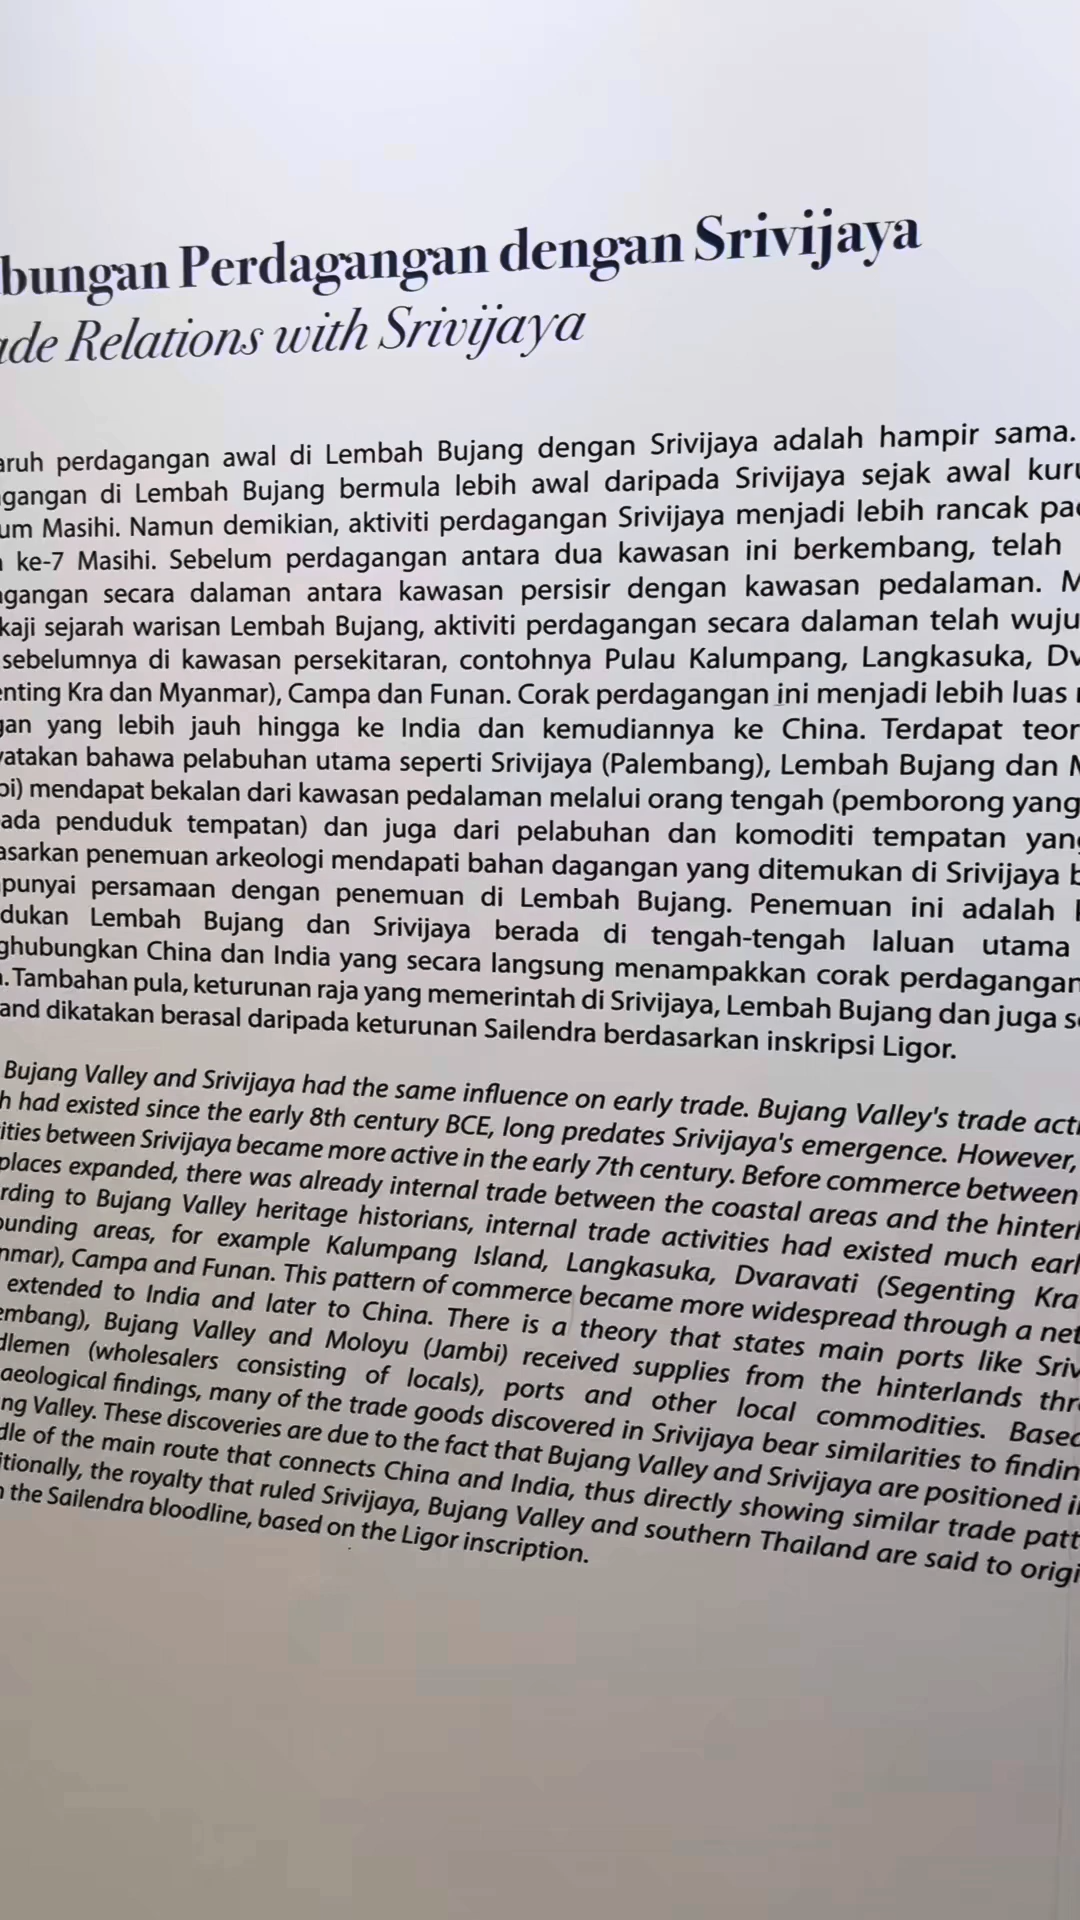 bungan Perdagangan dengan Srivijaya
ade Relations with Srivijaya
aruh perdagangan awal di Lembah Bujang dengan Srivijaya adalah hampir sama.
gangan di Lembah Bujang bermula lebih awal daripada Srivijaya sejak awal kuru
um Masihi. Namun demikian, aktiviti perdagangan Srivijaya menjadi lebih rancak pad
ke-7 Masihi. Sebelum perdagangan antara dua kawasan ini berkembang, telah
agangan secara dalaman antara kawasan persisir dengan kawasan pedalaman. M
kaji sejarah warisan Lembah Bujang, aktiviti perdagangan secara dalaman telah wuju
sebelumnya di kawasan persekitaran, contohnya Pulau Kalumpang, Langkasuka, Dv
enting Kra dan Myanmar), Campa dan Funan. Corak perdagangan ini menjadi lebih luas
gan yang lebih jauh hingga ke India dan kemudiannya ke China. Terdapat teor
yatakan bahawa pelabuhan utama seperti Srivijaya (Palembang), Lembah Bujang dan M
bi) mendapat bekalan dari kawasan pedalaman melalui orang tengah (pemborong yang
ada penduduk tempatan) dan juga dari pelabuhan dan komoditi tempatan yang
asarkan penemuan arkeologi mendapati bahan dagangan yang ditemukan di Srivijaya b
punyai persamaan dengan penemuan di Lembah Bujang. Penemuan ini adalah
dukan Lembah Bujang dan Srivijaya berada di tengah-tengah laluan utama
ghubungkan China dan India yang secara langsung menampakkan corak perdagangan
. Tambahan pula, keturunan raja yang memerintah di Srivijaya, Lembah Bujang dan juga se
and dikatakan berasal daripada keturunan Sailendra berdasarkan inskripsi Ligor.
Bujang Valley and Srivijaya had the same influence on early trade. Bujang Valley's trade acti
h had existed since the early 8th century BCE, long predates Srivijaya's emergence. However,
ities between Srivijaya became more active in the early 7th century. Before commerce between
places expanded, there was already internal trade between the coastal areas and the hinterl
rding to Bujang Valley heritage historians, internal trade activities had existed much earl
ounding areas, for example Kalumpang Island, Langkasuka, Dvaravati (Segenting Kra
nmar), Campa and Funan. This pattern of commerce became more widespread through a net
extended to India and later to China. There is a theory that states main ports like Sriv
embang), Bujang Valley and Moloyu (Jambi) received supplies from the hinterlands thr
dlemen (wholesalers consisting of locals), ports and other local commodities. Based
aeological findings, many of the trade goods discovered in Srivijaya bear similarities to findin
ng Valley. These discoveries are due to the fact that Bujang Valley and Srivijaya are positioned i
dle of the main route that connects China and India, thus directly showing similar trade patt
itionally, the royalty that ruled Srivijaya, Bujang Valley and southern Thailand are said to origi
the Sailendra bloodline, based on the Ligor inscription.